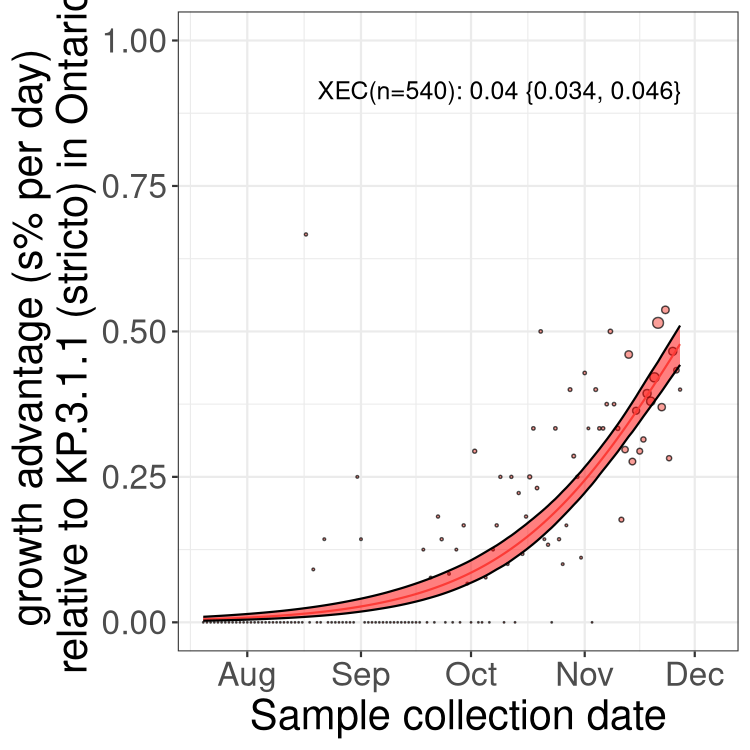 growth advantage (s% per day)
relative to KP.3.1.1 (stricto) in Ontario
1.00
0.75
0.50
0.25
0.00
XEC(n=540): 0.04 {0.034, 0.046}
Aug Sep Oct Nov Dec
Sample collection date